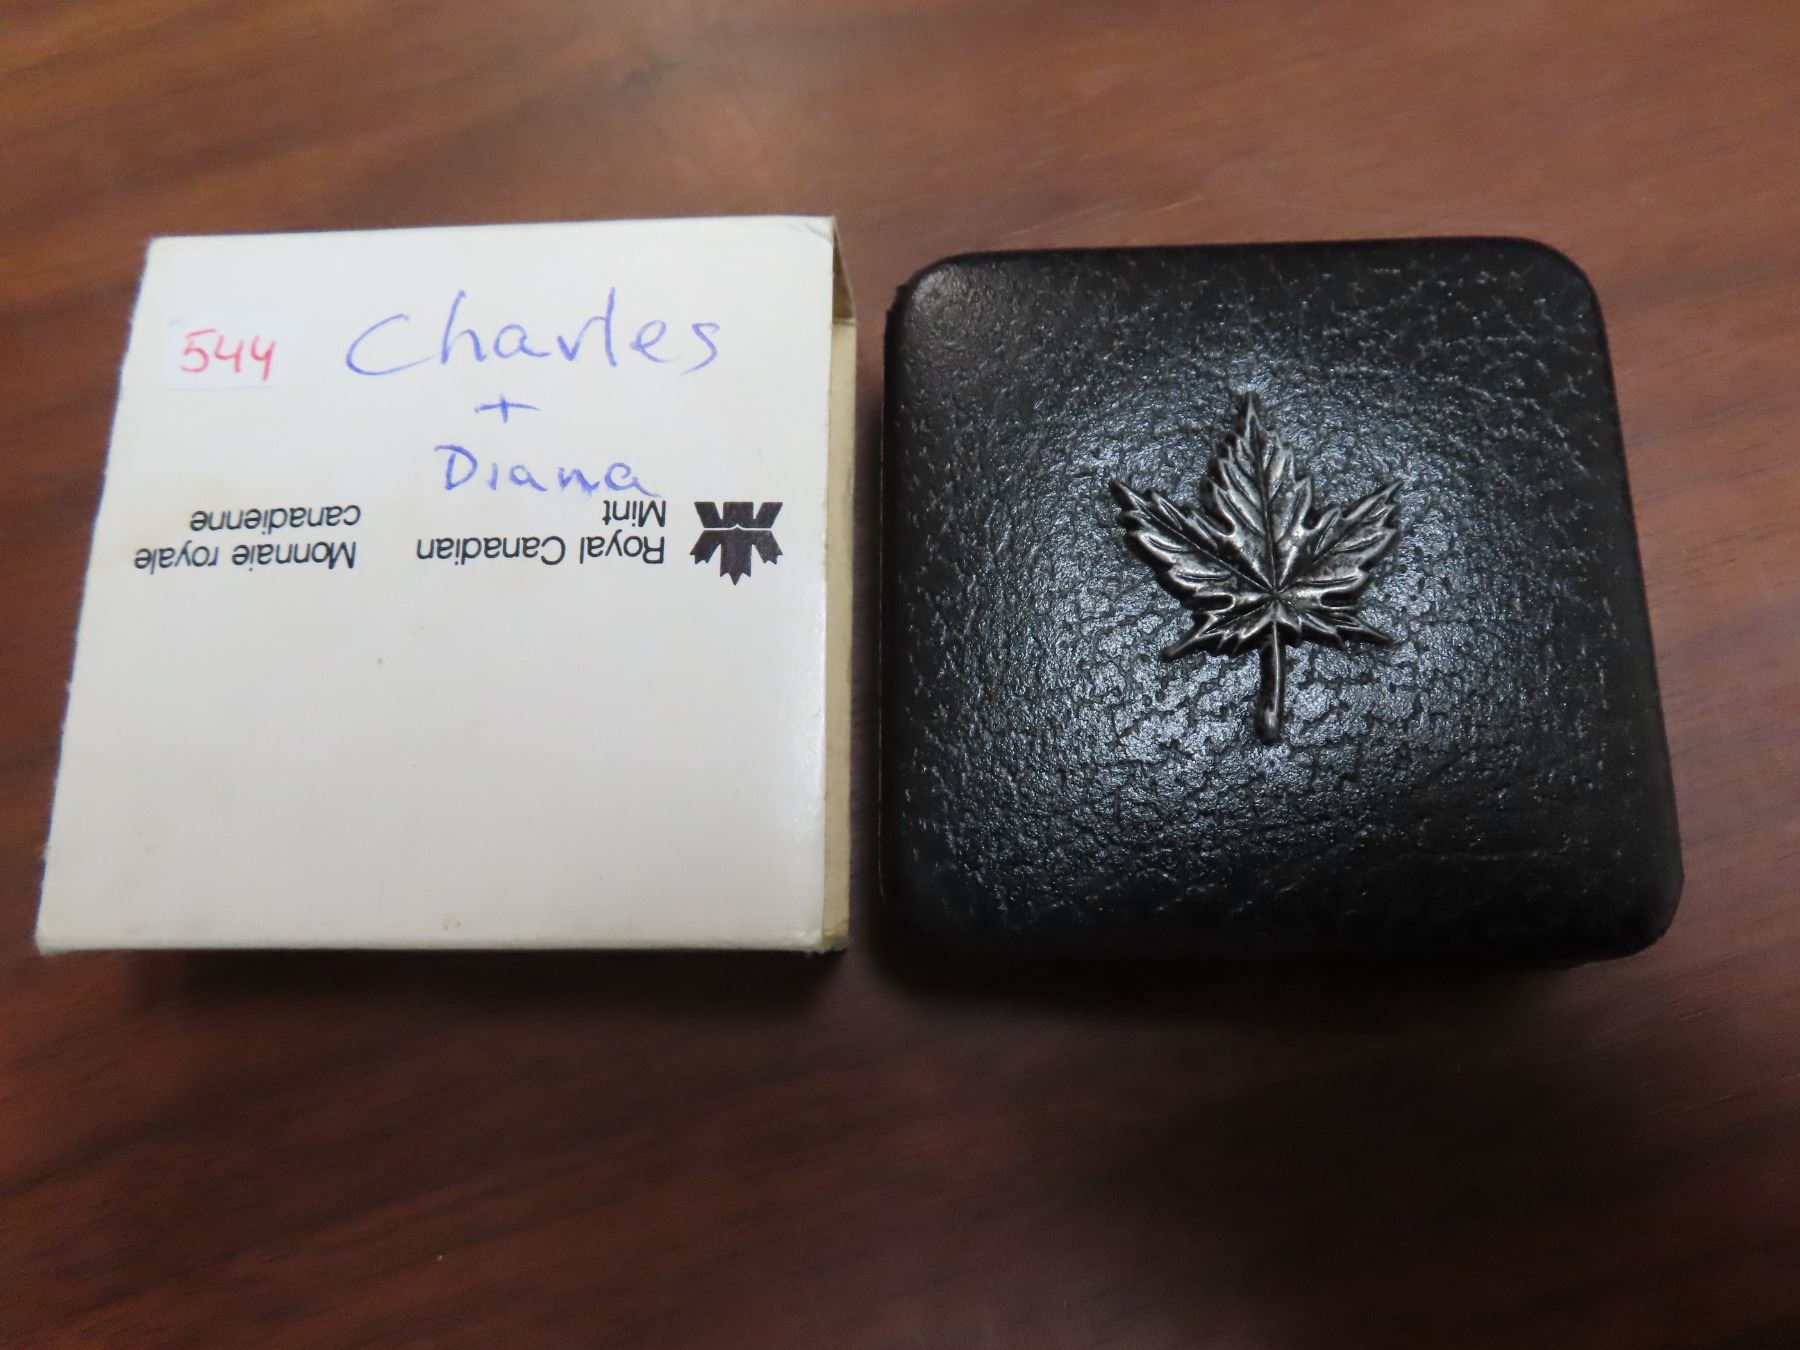 544
Charles
+
Diana
Royal Canadian
Mint
Monnaie royale
canadienne